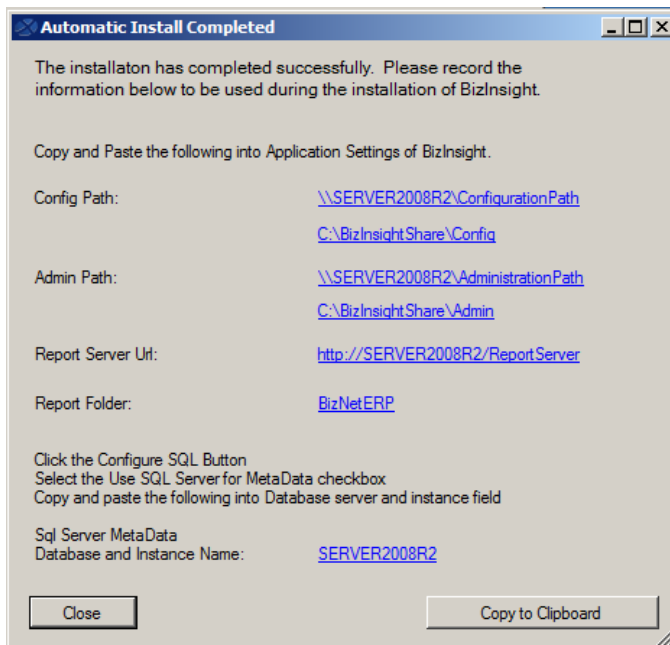 Automatic Install Completed
The installaton has completed successfully. Please record the
information below to be used during the installation of BizInsight.
Copy and Paste the following into Application Settings of BizInsight.
Config Path: \\SERVER2008R2\ConfigurationPath
C:\BizInsightShare\Config
Admin Path: \\SERVER2008R2\AdministrationPath
C:\BizInsightShare\Admin
Report Server Url: http://SERVER2008R2/ReportServer
Report Folder: BizNetERP
Click the Configure SQL Button
Select the Use SQL Server for MetaData checkbox
Copy and paste the following into Database server and instance field
Sql Server MetaData
Database and Instance Name: SERVER2008R2
Close Copy to Clipboard